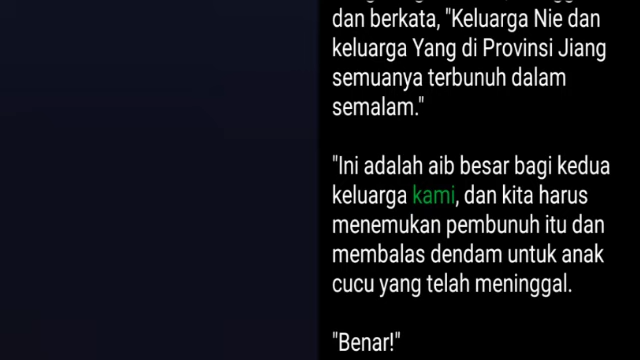 dan berkata, "Keluarga Nie dan
keluarga Yang di Provinsi Jiang
semuanya terbunuh dalam
semalam."
"Ini adalah aib besar bagi kedua
keluarga kami, dan kita harus
menemukan pembunuh itu dan
membalas dendam untuk anak
cucu yang telah meninggal.
"Benar!"